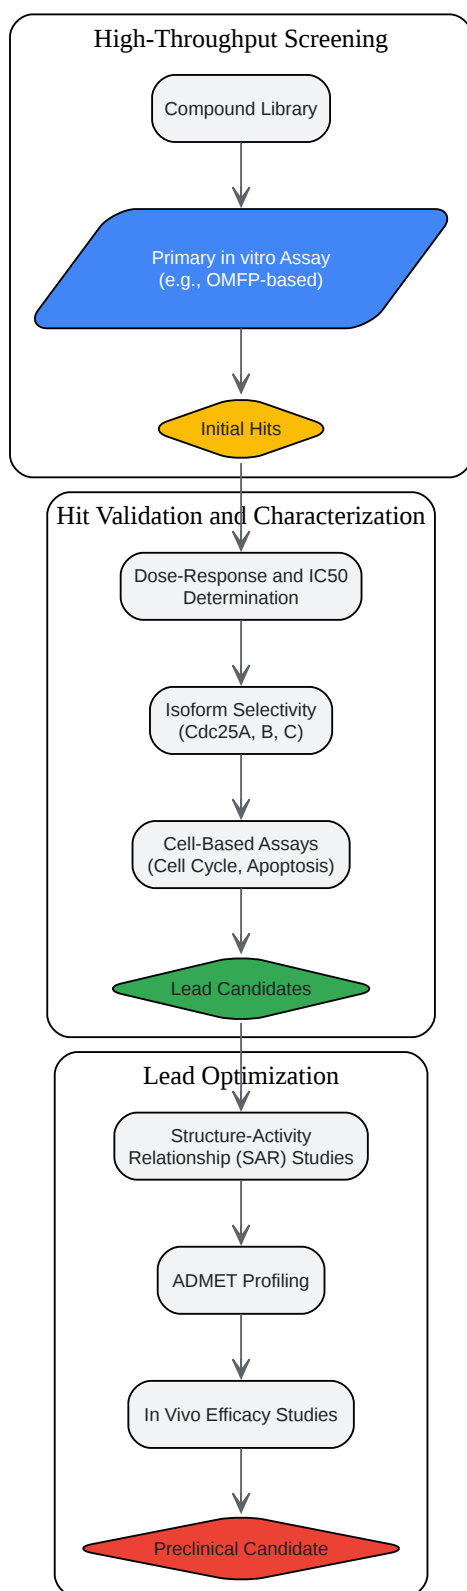 High-Throughput Screening
Compound Library
Primary in vitro Assay
(e.g., OMFP-based)
Initial Hits
Hit Validation and Characterization
Dose-Response and IC50
Determination
Isoform Selectivity
(Cdc25A, B, C)
Cell-Based Assays
(Cell Cycle, Apoptosis)
Lead Candidates
Lead Optimization
Structure-Activity
Relationship (SAR) Studies
ADMET Profiling
In Vivo Efficacy Studies
Preclinical Candidate